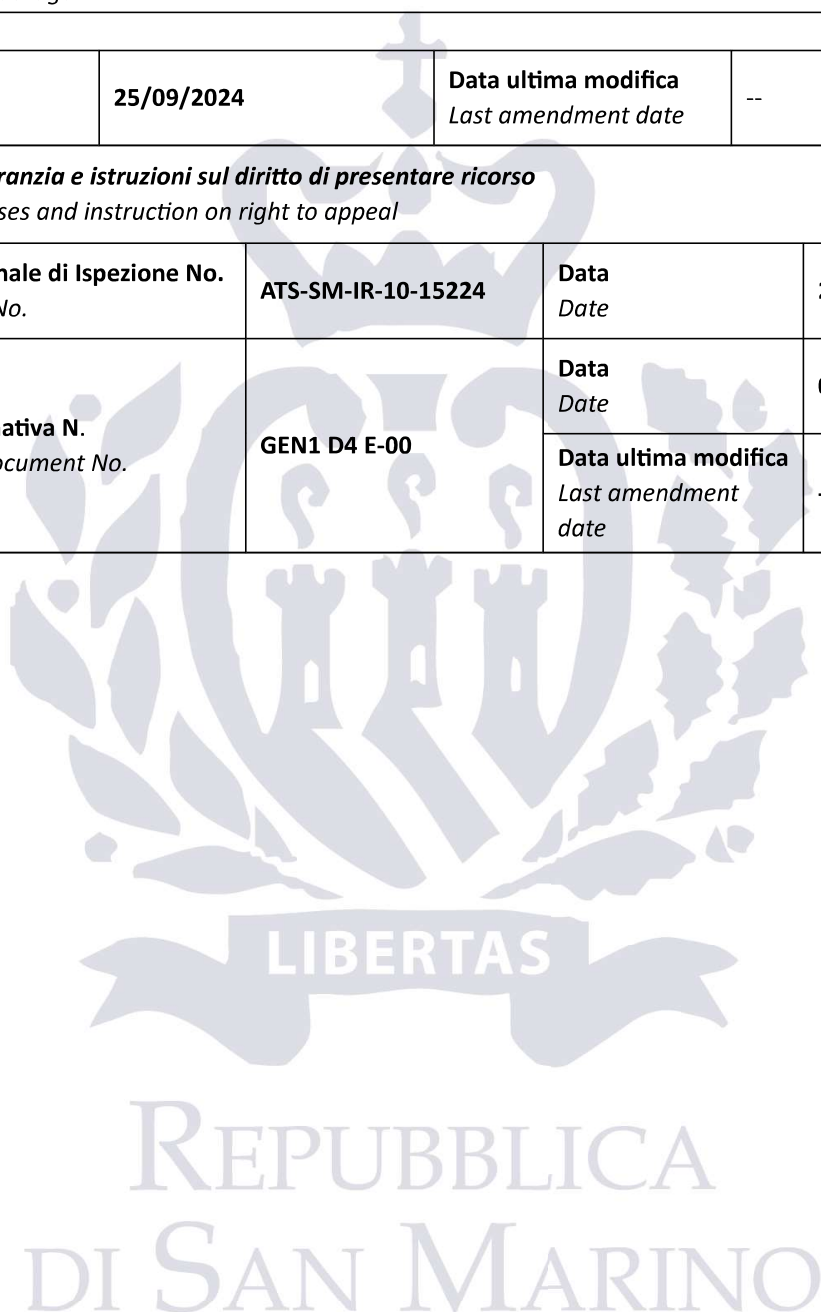 25/09/2024
Data ultima modifica
Last amendment date
--
ranzia e istruzioni sul diritto di presentare ricorso
ses and instruction on right to appeal
nale di Ispezione No.
No.
ATS-SM-IR-10-15224
Data
Date
ativa N.
ocument No.
GEN1 D4 E-00
Data
Date
Data ultima modifica
Last amendment
date
LIBERTAS
REPUBBLICA
DI SAN MARINO